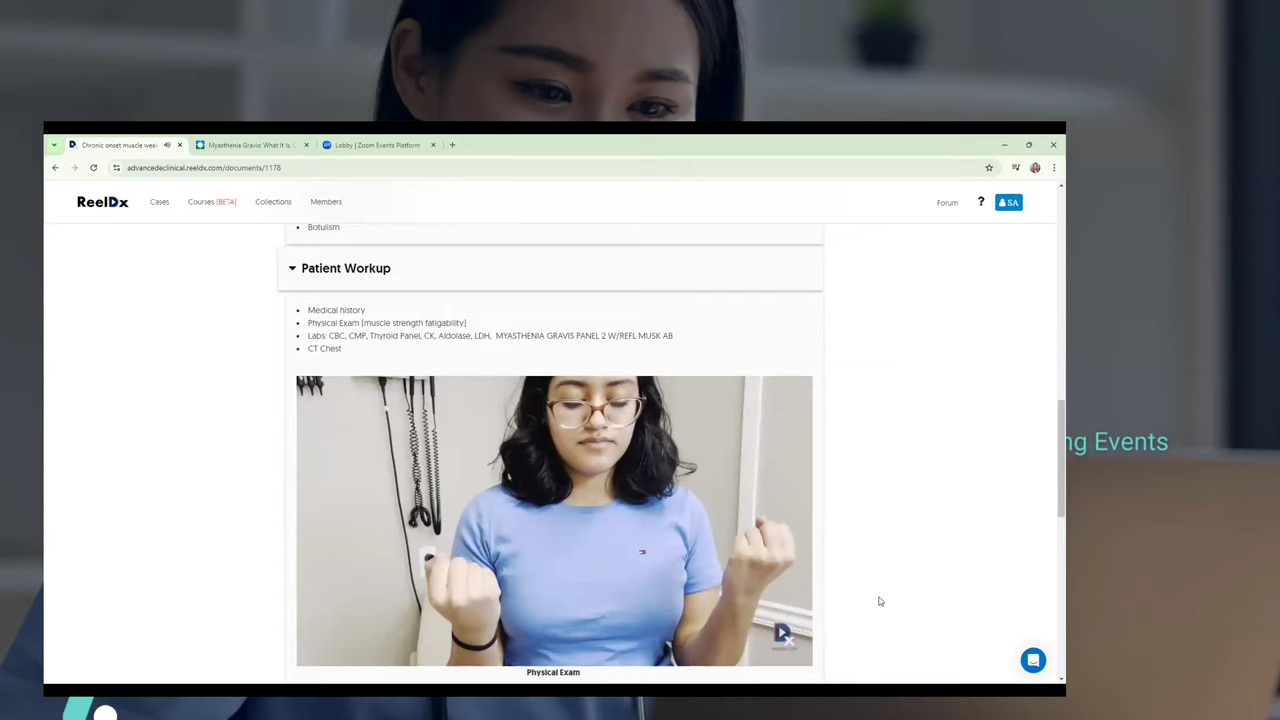 Chronic onset muscle wea
Myasthenia Gravis: What It Is, C
Lobby | Zoom Events Platform
advancedeclinical.reeldx.com/documents/1178
ReelDx
Cases
Courses [BETA]
Collections
Members
Forum
?
SA
• Botulism
Patient Workup
• Medical history
• Physical Exam (muscle strength fatigability)
• Labs: CBC, CMP, Thyroid Panel, CK, Aldolase, LDH, MYASTHENIA GRAVIS PANEL 2 W/REFL MUSK AB
• CT Chest
ng Events
Physical Exam